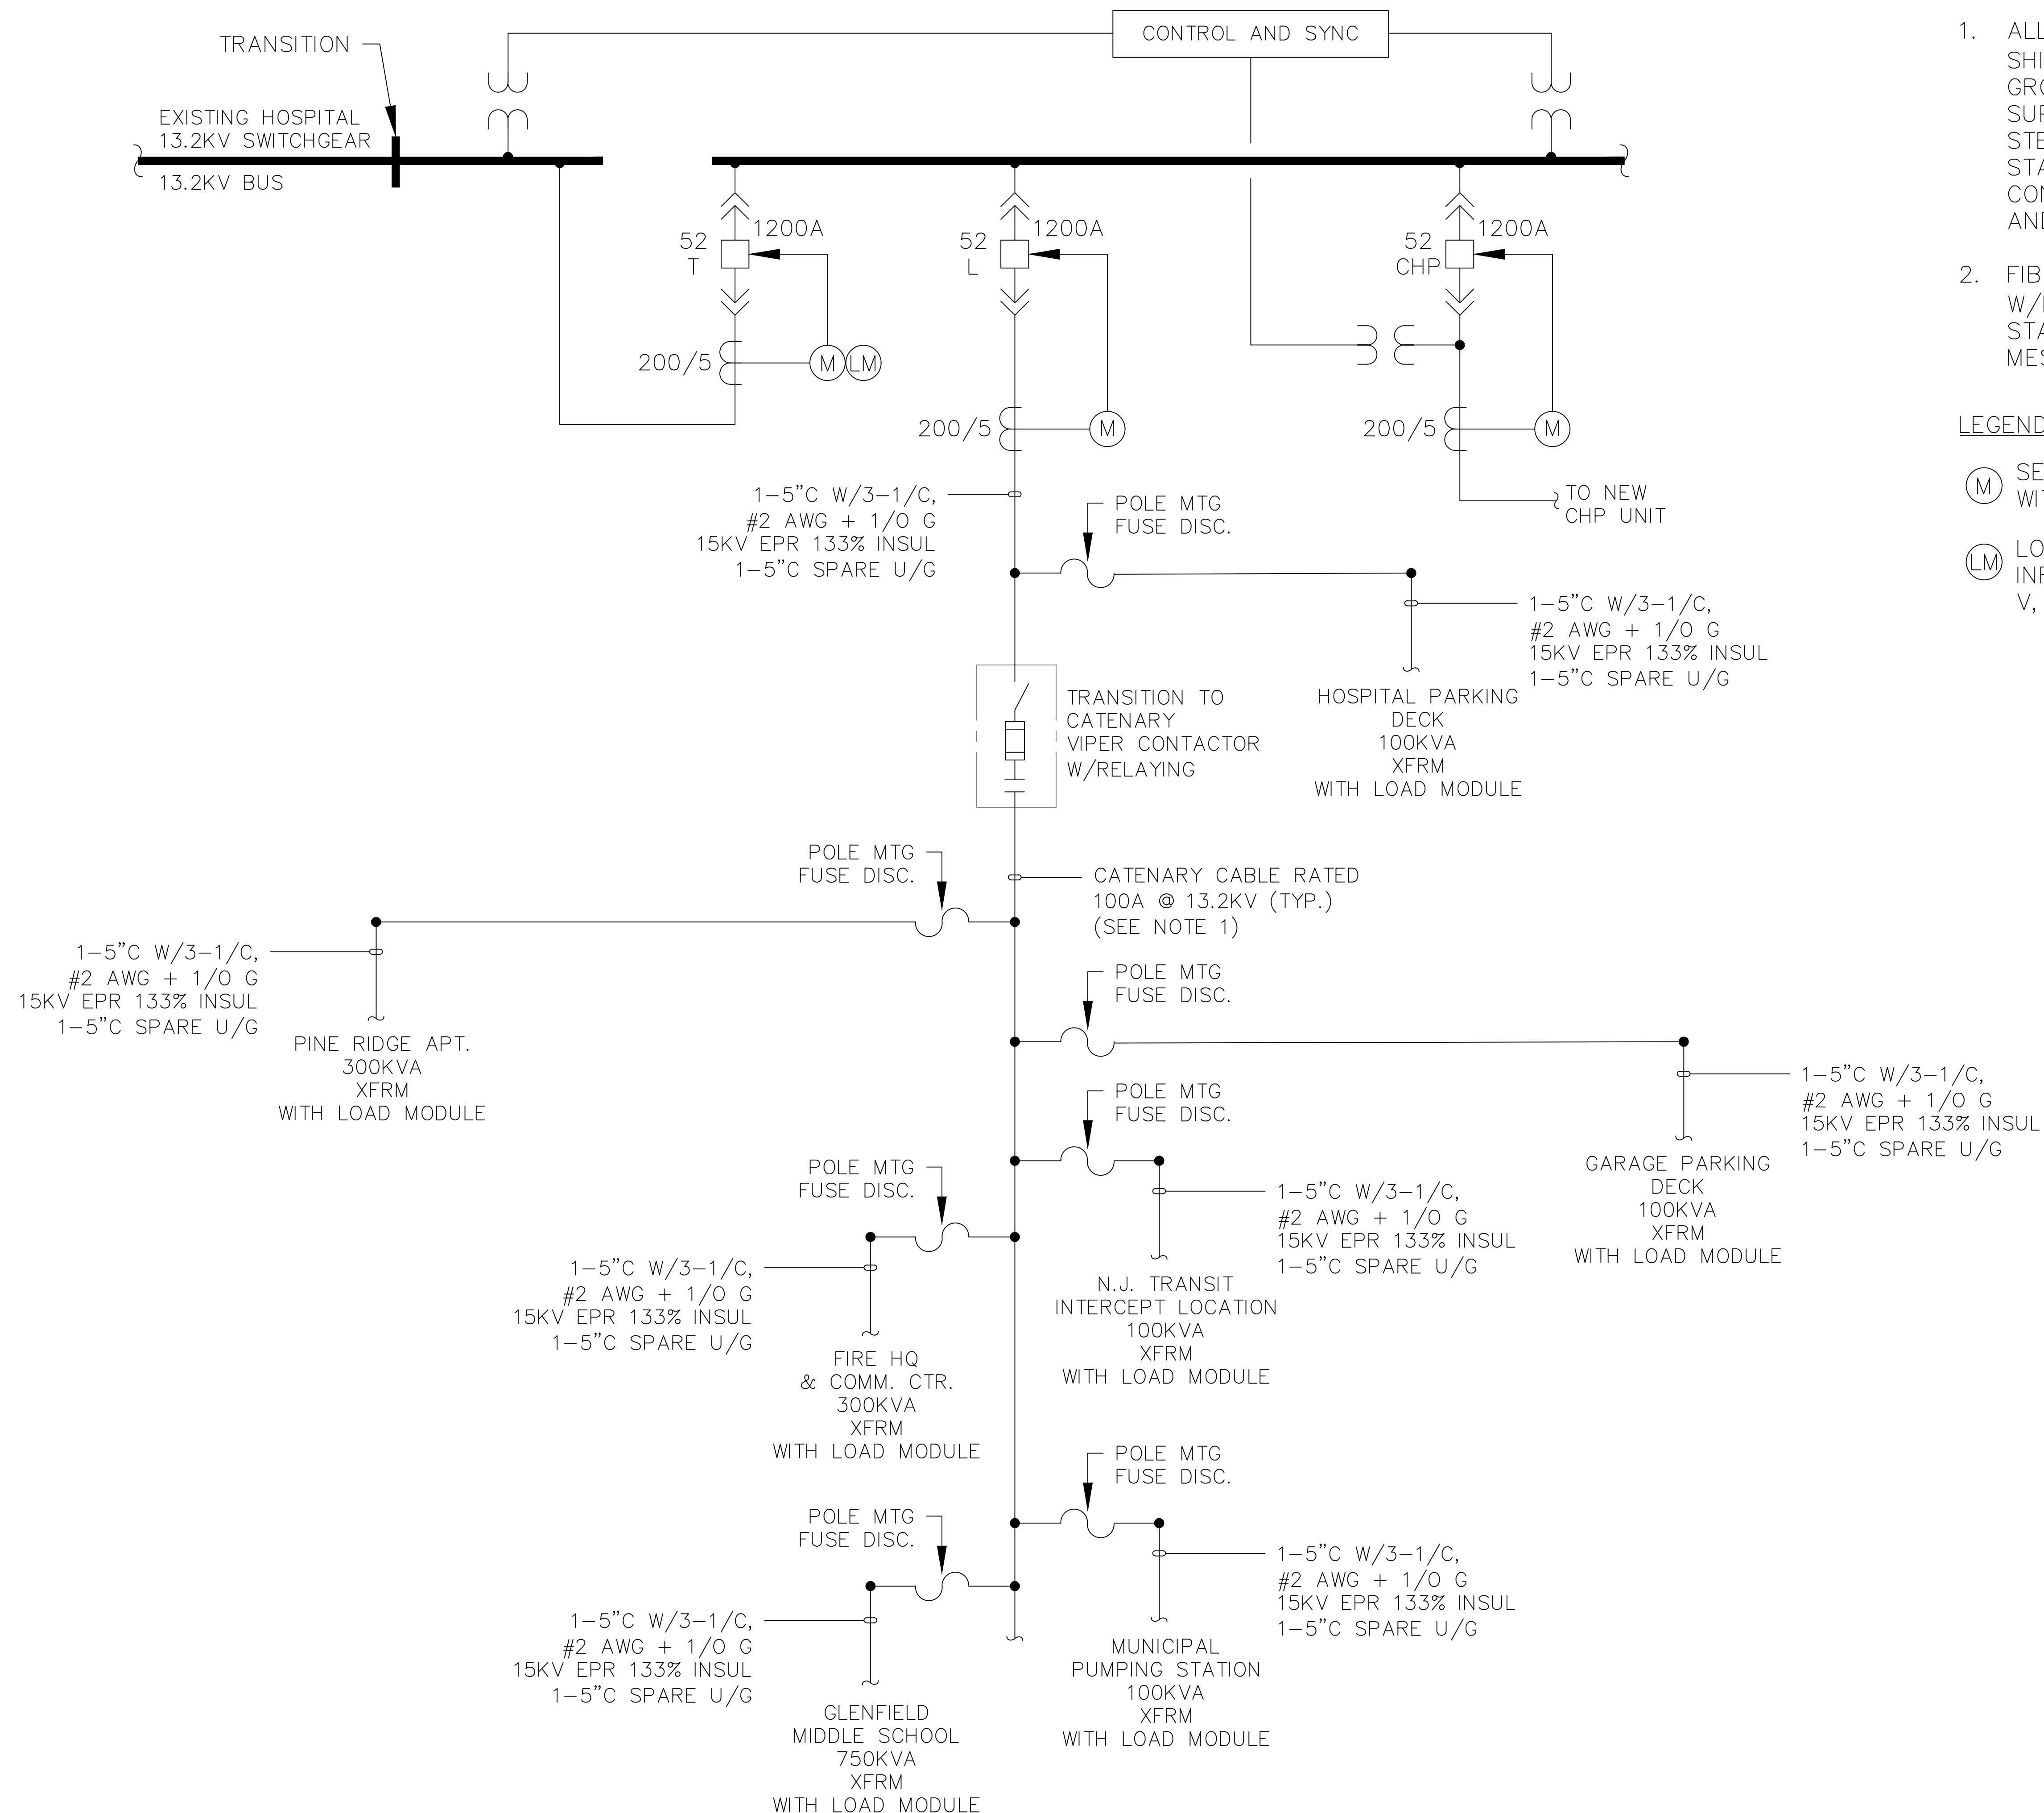 CONTROL AND SYNC
TRANSITION
EXISTING HOSPITAL
13.2KV SWITCHGEAR
13.2KV BUS
52
T
1200A
200/5
M
LM
52
L
1200A
200/5
M
52
CHP
1200A
200/5
M
TO NEW
CHP UNIT
1-5"C W/3-1/C,
#2 AWG + 1/0 G
15KV EPR 133% INSUL
1-5"C SPARE U/G
POLE MTG
FUSE DISC.
1-5"C W/3-1/C,
#2 AWG + 1/0 G
15KV EPR 133% INSUL
1-5"C SPARE U/G
HOSPITAL PARKING
DECK
100KVA
XFRM
WITH LOAD MODULE
TRANSITION TO
CATENARY
VIPER CONTACTOR
W/RELAYING
POLE MTG
FUSE DISC.
CATENARY CABLE RATED
100A @ 13.2KV (TYP.)
(SEE NOTE 1)
1-5"C W/3-1/C,
#2 AWG + 1/0 G
15KV EPR 133% INSUL
1-5"C SPARE U/G
PINE RIDGE APT.
300KVA
XFRM
WITH LOAD MODULE
POLE MTG
FUSE DISC.
1-5"C W/3-1/C,
#2 AWG + 1/0 G
15KV EPR 133% INSUL
1-5"C SPARE U/G
GARAGE PARKING
DECK
100KVA
XFRM
WITH LOAD MODULE
POLE MTG
FUSE DISC.
1-5"C W/3-1/C,
#2 AWG + 1/0 G
15KV EPR 133% INSUL
1-5"C SPARE U/G
N.J. TRANSIT
INTERCEPT LOCATION
100KVA
XFRM
WITH LOAD MODULE
POLE MTG
FUSE DISC.
1-5"C W/3-1/C,
#2 AWG + 1/0 G
15KV EPR 133% INSUL
1-5"C SPARE U/G
FIRE HQ
& COMM. CTR.
300KVA
XFRM
WITH LOAD MODULE
POLE MTG
FUSE DISC.
1-5"C W/3-1/C,
#2 AWG + 1/0 G
15KV EPR 133% INSUL
1-5"C SPARE U/G
MUNICIPAL
PUMPING STATION
100KVA
XFRM
WITH LOAD MODULE
POLE MTG
FUSE DISC.
1-5"C W/3-1/C,
#2 AWG + 1/0 G
15KV EPR 133% INSUL
1-5"C SPARE U/G
GLENFIELD
MIDDLE SCHOOL
750KVA
XFRM
WITH LOAD MODULE
1. ALL
2.
LEGEND
M
LM
V,